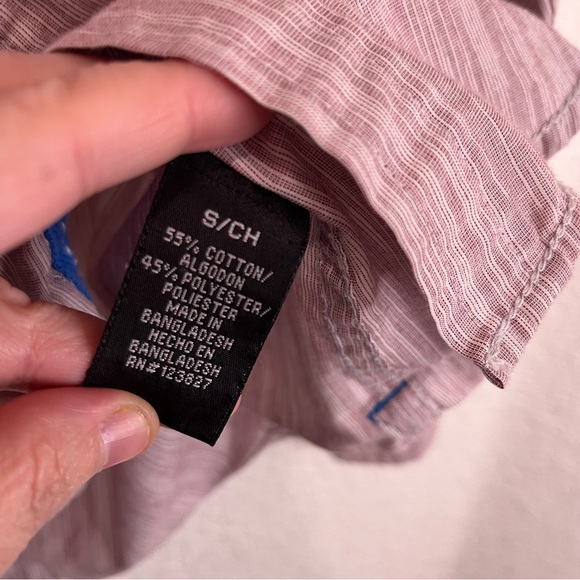 S/CH
55% COTTON/
ALGODON
45% POLYESTER/
POLIESTER
MADE IN
BANGLADESH
HECHO EN
BANGLADESH
RN#123827